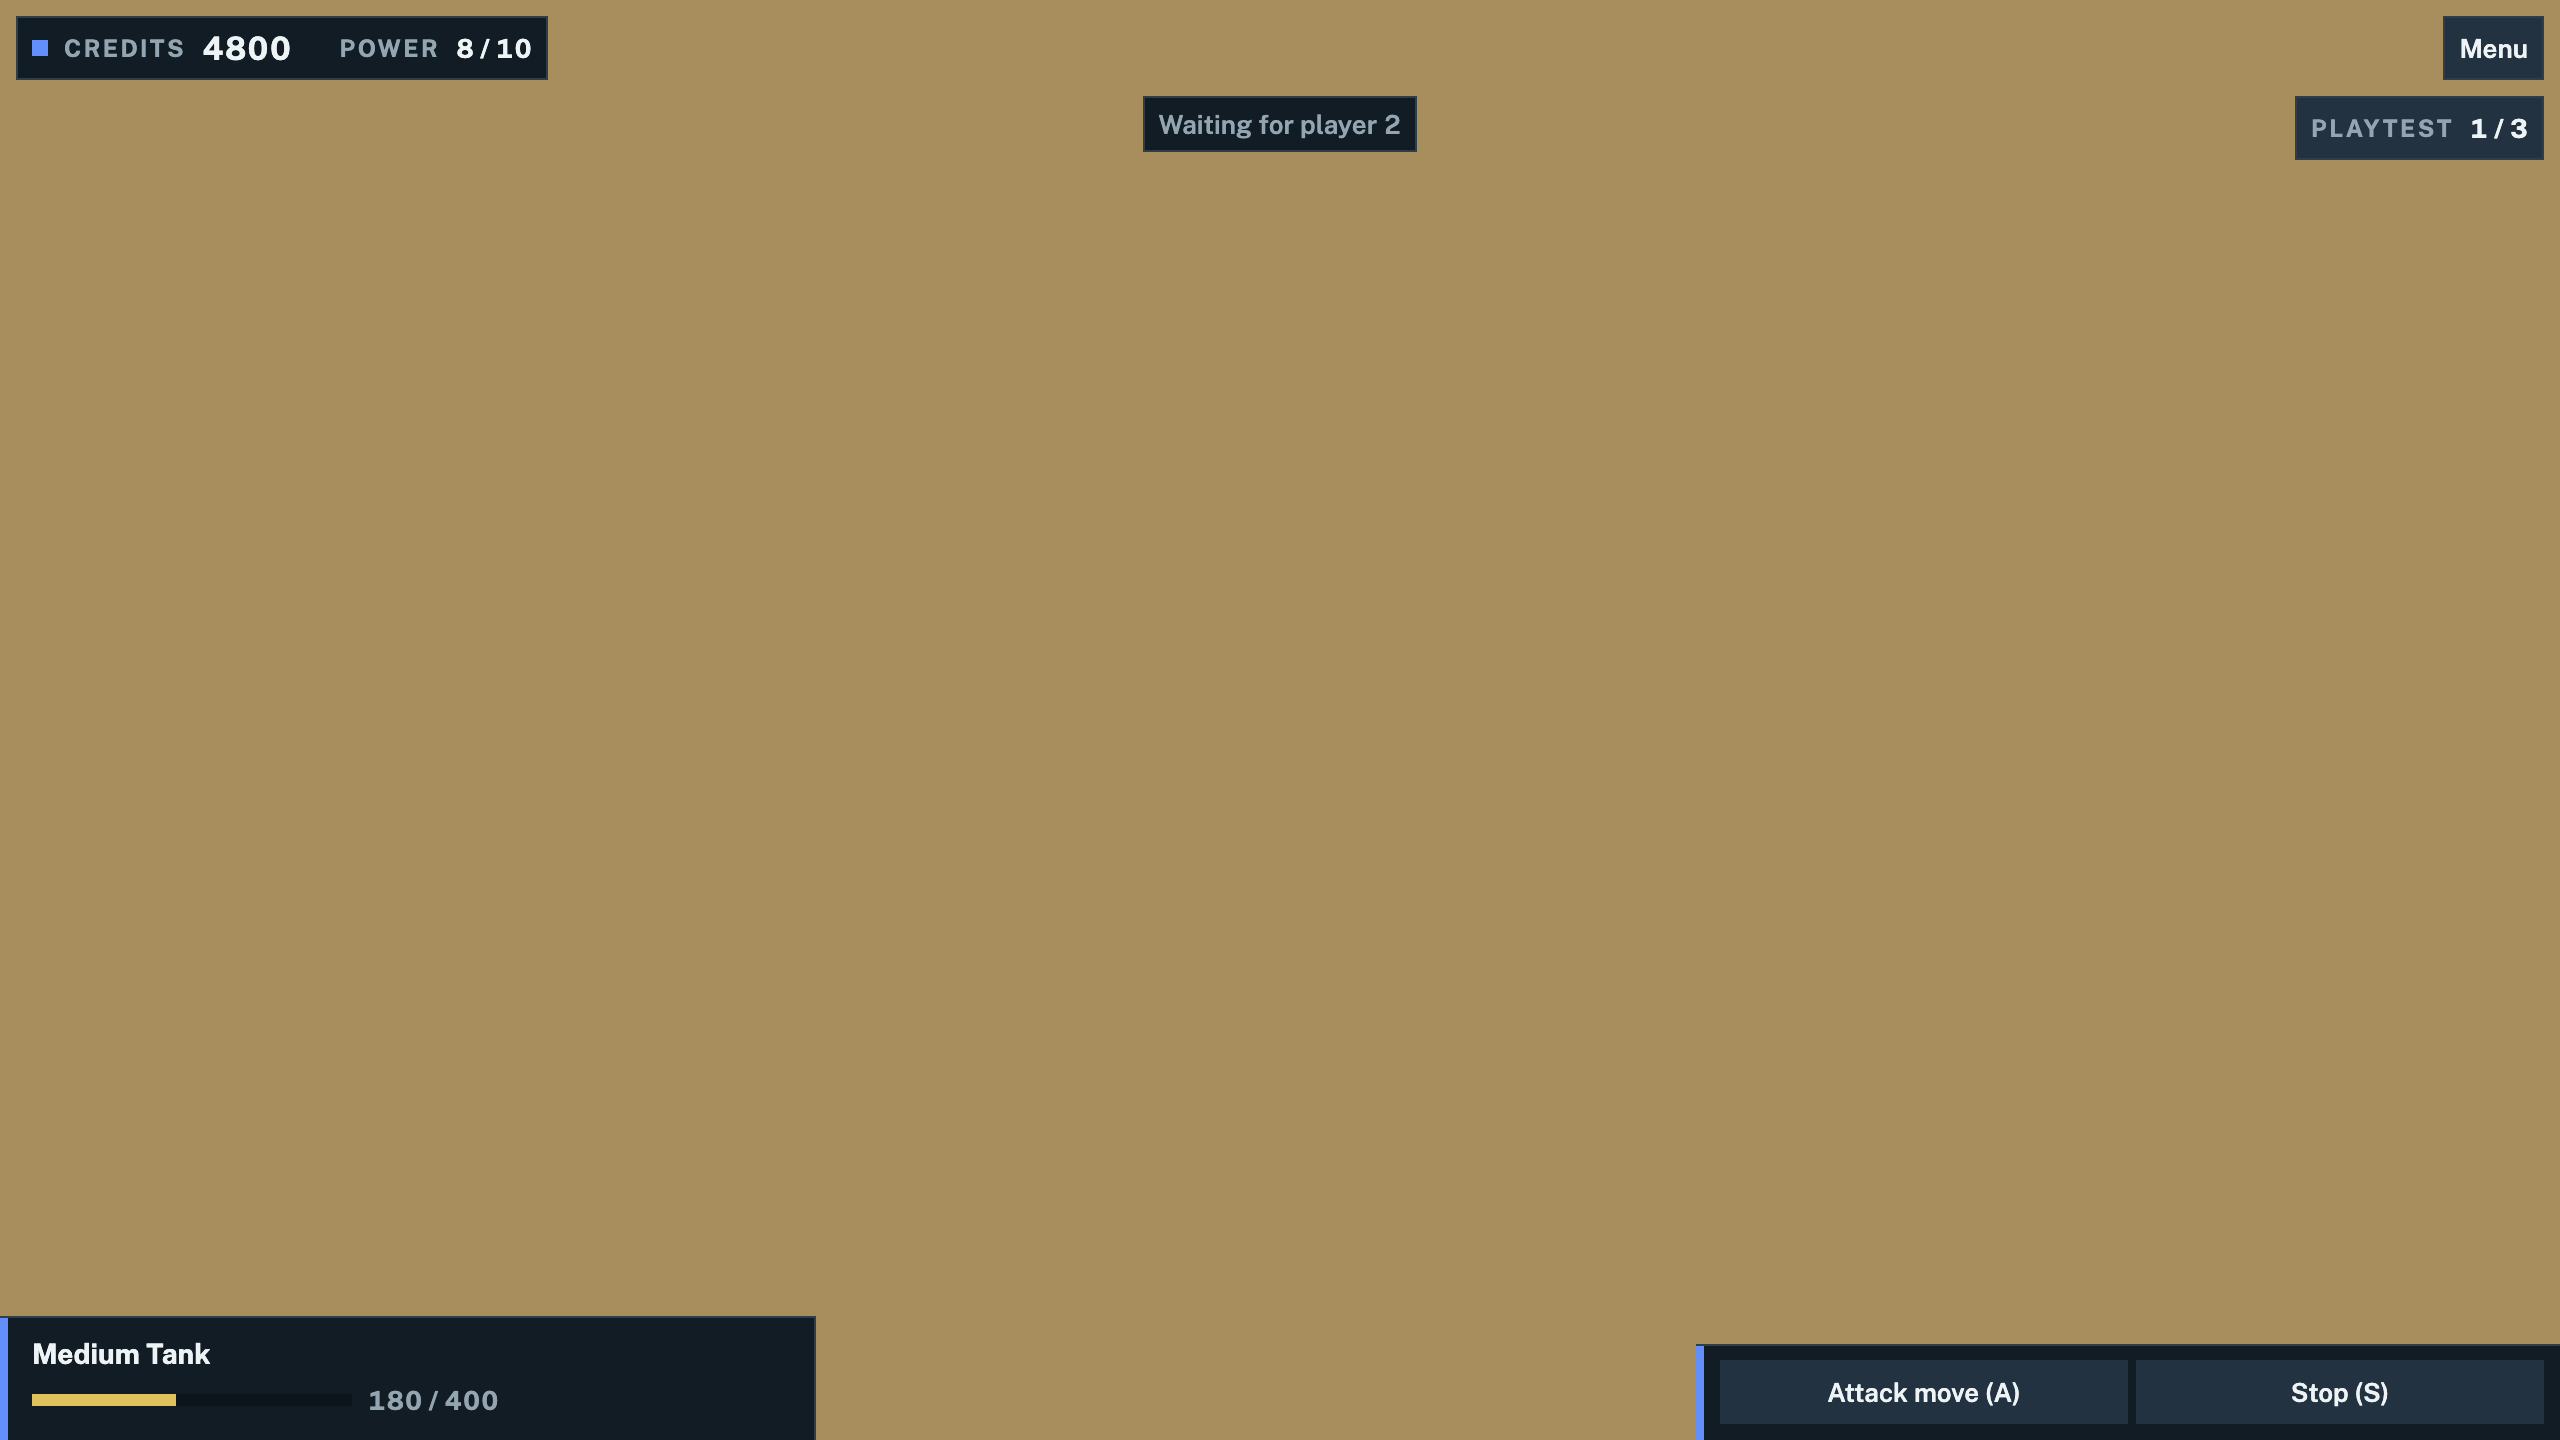 CREDITS 4800 POWER 8 / 10
Menu
Waiting for player 2
PLAYTEST 1 / 3
Medium Tank
180 / 400
Attack move (A)
Stop (S)